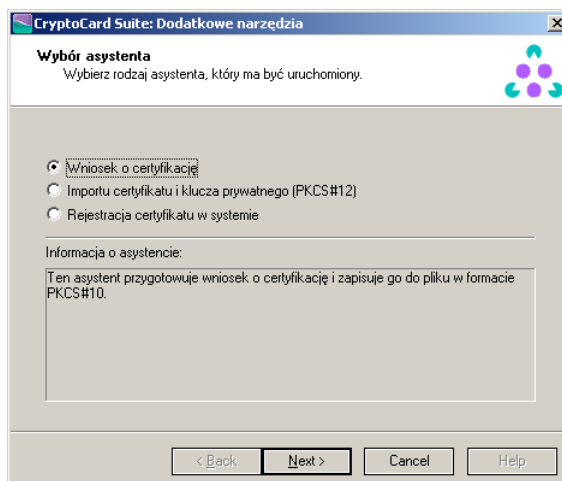 CryptoCard Suite: Dodatkowe narzędzia
Wybór asystenta
Wybierz rodzaj asystenta, który ma być uruchomiony.
Wniosek o certyfikację
Importu certyfikatu i klucza prywatnego (PKCS#12)
Rejestracja certyfikatu w systemie
Informacja o asystencie:
Ten asystent przygotowuje wniosek o certyfikację i zapisuje go do pliku w formacie
PKCS#10.
< Back Next > Cancel Help